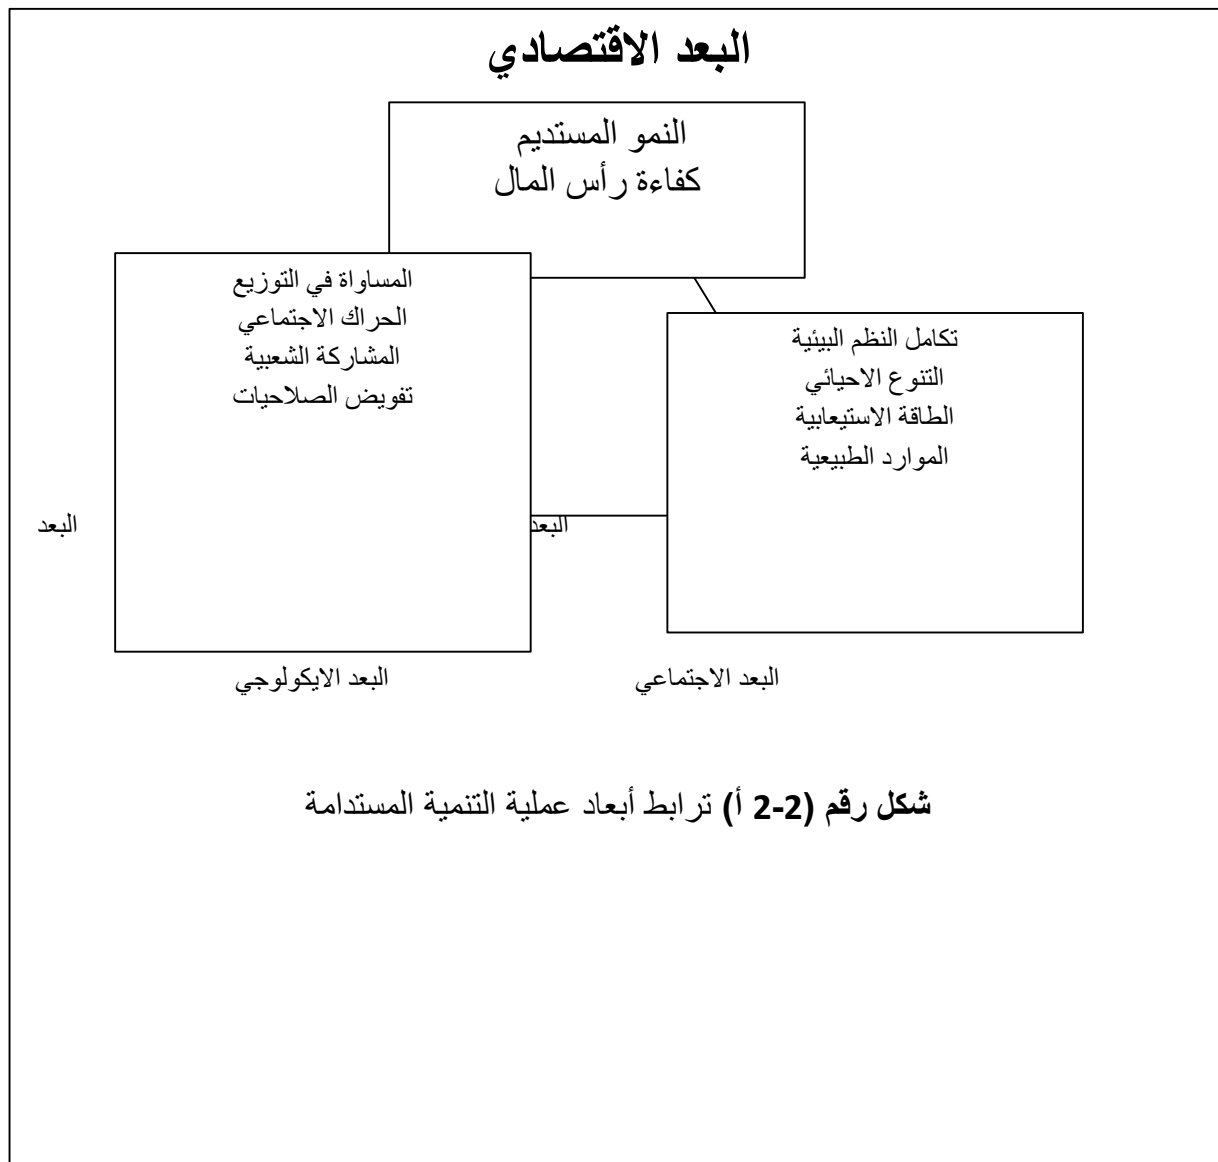 البعد الاقتصادي
النمو المستديم
كفاءة رأس المال
تكامل النظم البيئية
التنوع الاحيائي
الطاقة الاستيعابية
الموارد الطبيعية
المساواة في التوزيع
الحراك الاجتماعي
المشاركة الشعبية
تفويض الصلاحيات
البعد
البعد
البعد الاجتماعي
البعد الايكولوجي
شكل رقم (2-2 أ) ترابط أبعاد عملية التنمية المستدامة